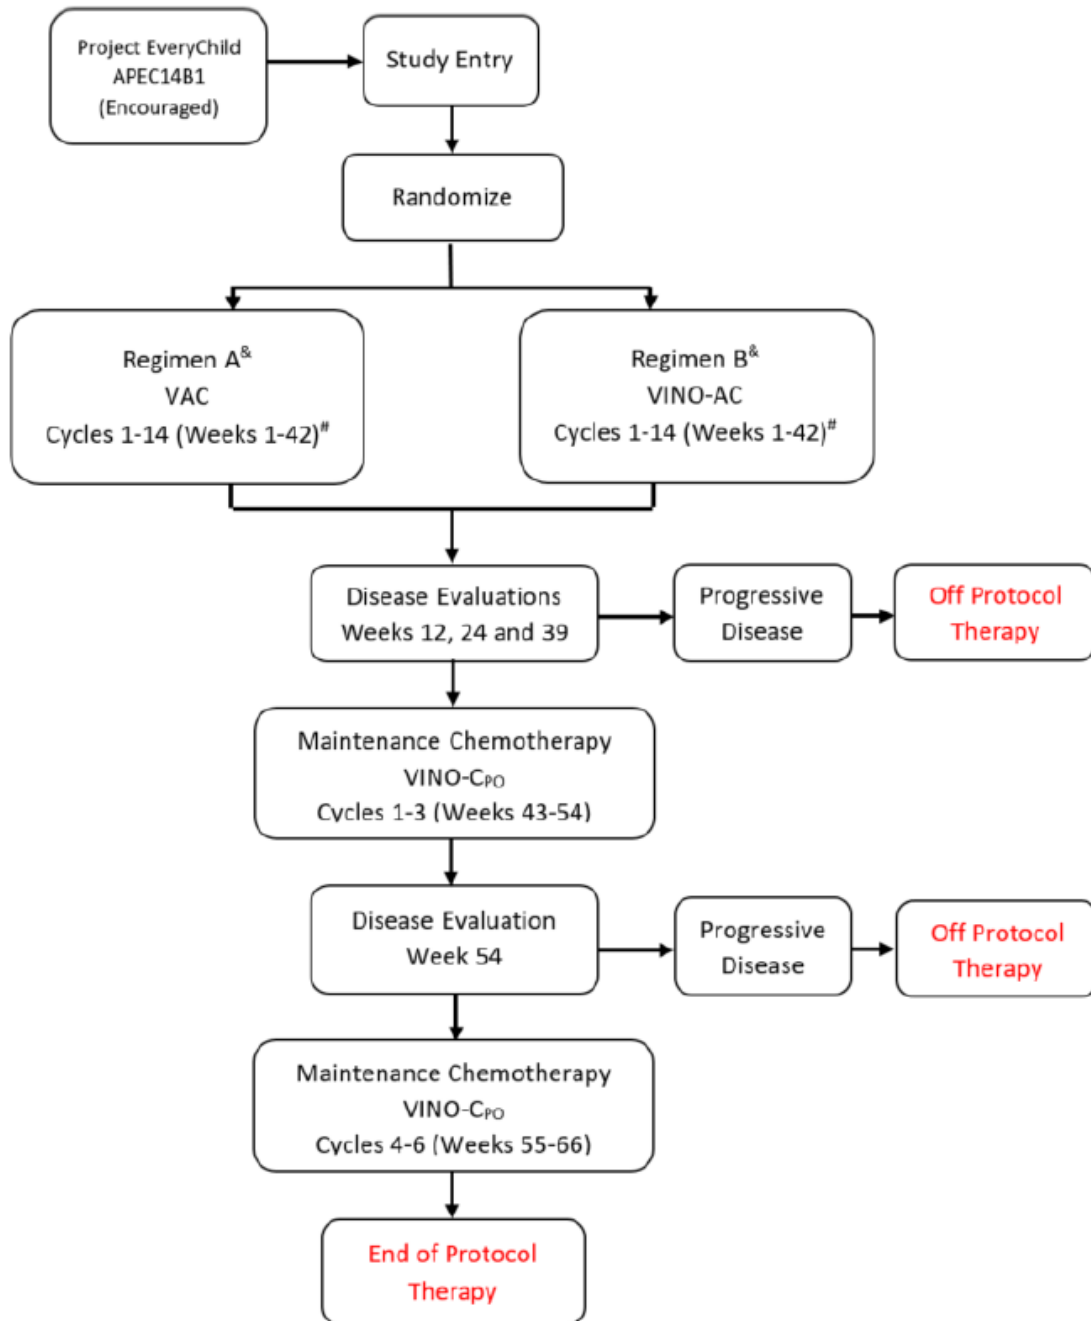 Project EveryChild
APEC14B1
(Encouraged)
Study Entry
Randomize
Regimen A&
VAC
Cycles 1-14 (Weeks 1-42)#
Regimen B&
VINO-AC
Cycles 1-14 (Weeks 1-42)#
Disease Evaluations
Weeks 12, 24 and 39
Progressive
Disease
Off Protocol
Therapy
Maintenance Chemotherapy
VINO-CPO
Cycles 1-3 (Weeks 43-54)
Disease Evaluation
Week 54
Progressive
Disease
Off Protocol
Therapy
Maintenance Chemotherapy
VINO-CPO
Cycles 4-6 (Weeks 55-66)
End of Protocol
Therapy